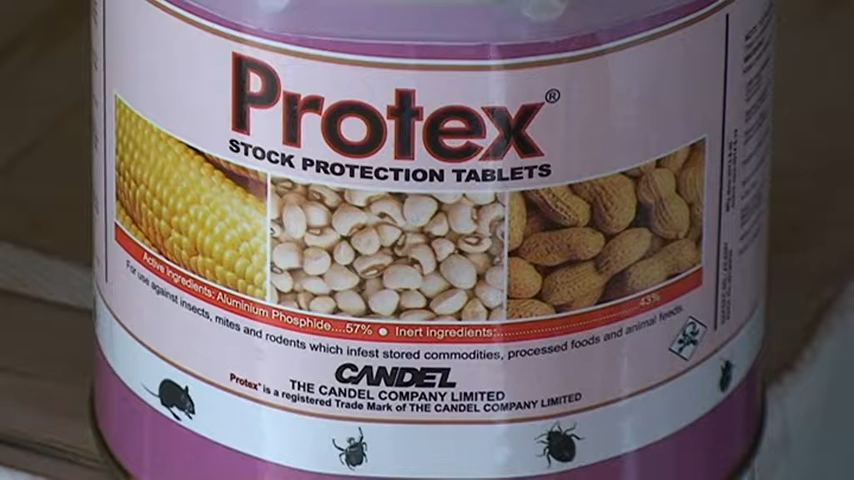 Protex®
STOCK PROTECTION TABLETS
Active Ingredients: Aluminium Phosphide....57% ● Inert ingredients:..................................43%
For use against insects, mites and rodents which infest stored commodities, processed foods and animal feeds.
CANDEL
THE CANDEL COMPANY LIMITED
Protex® is a registered Trade Mark of THE CANDEL COMPANY LIMITED